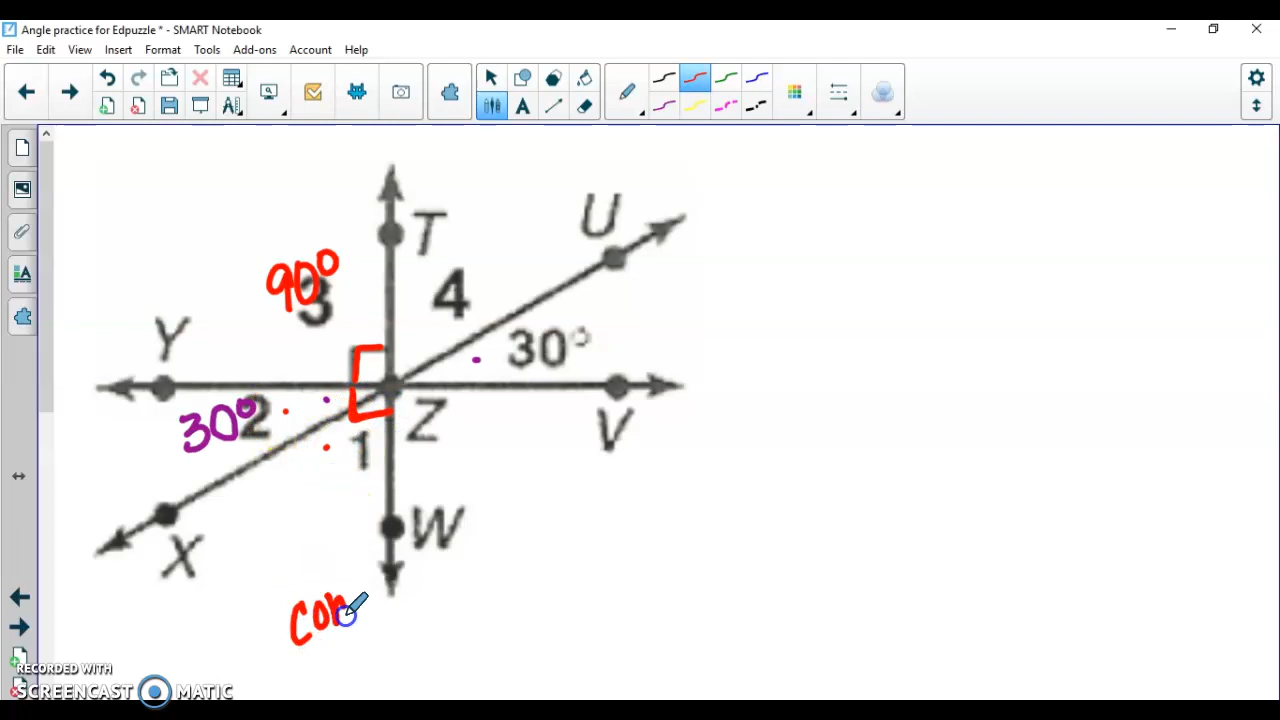 Angle practice for Edpuzzle * - SMART Notebook
File Edit View Insert Format Tools Add-ons Account Help
T
U
90°
3
4
Y
30°
30°
2
Z
V
1
X
W
RECORDED WITH
SCREENCAST MATIC